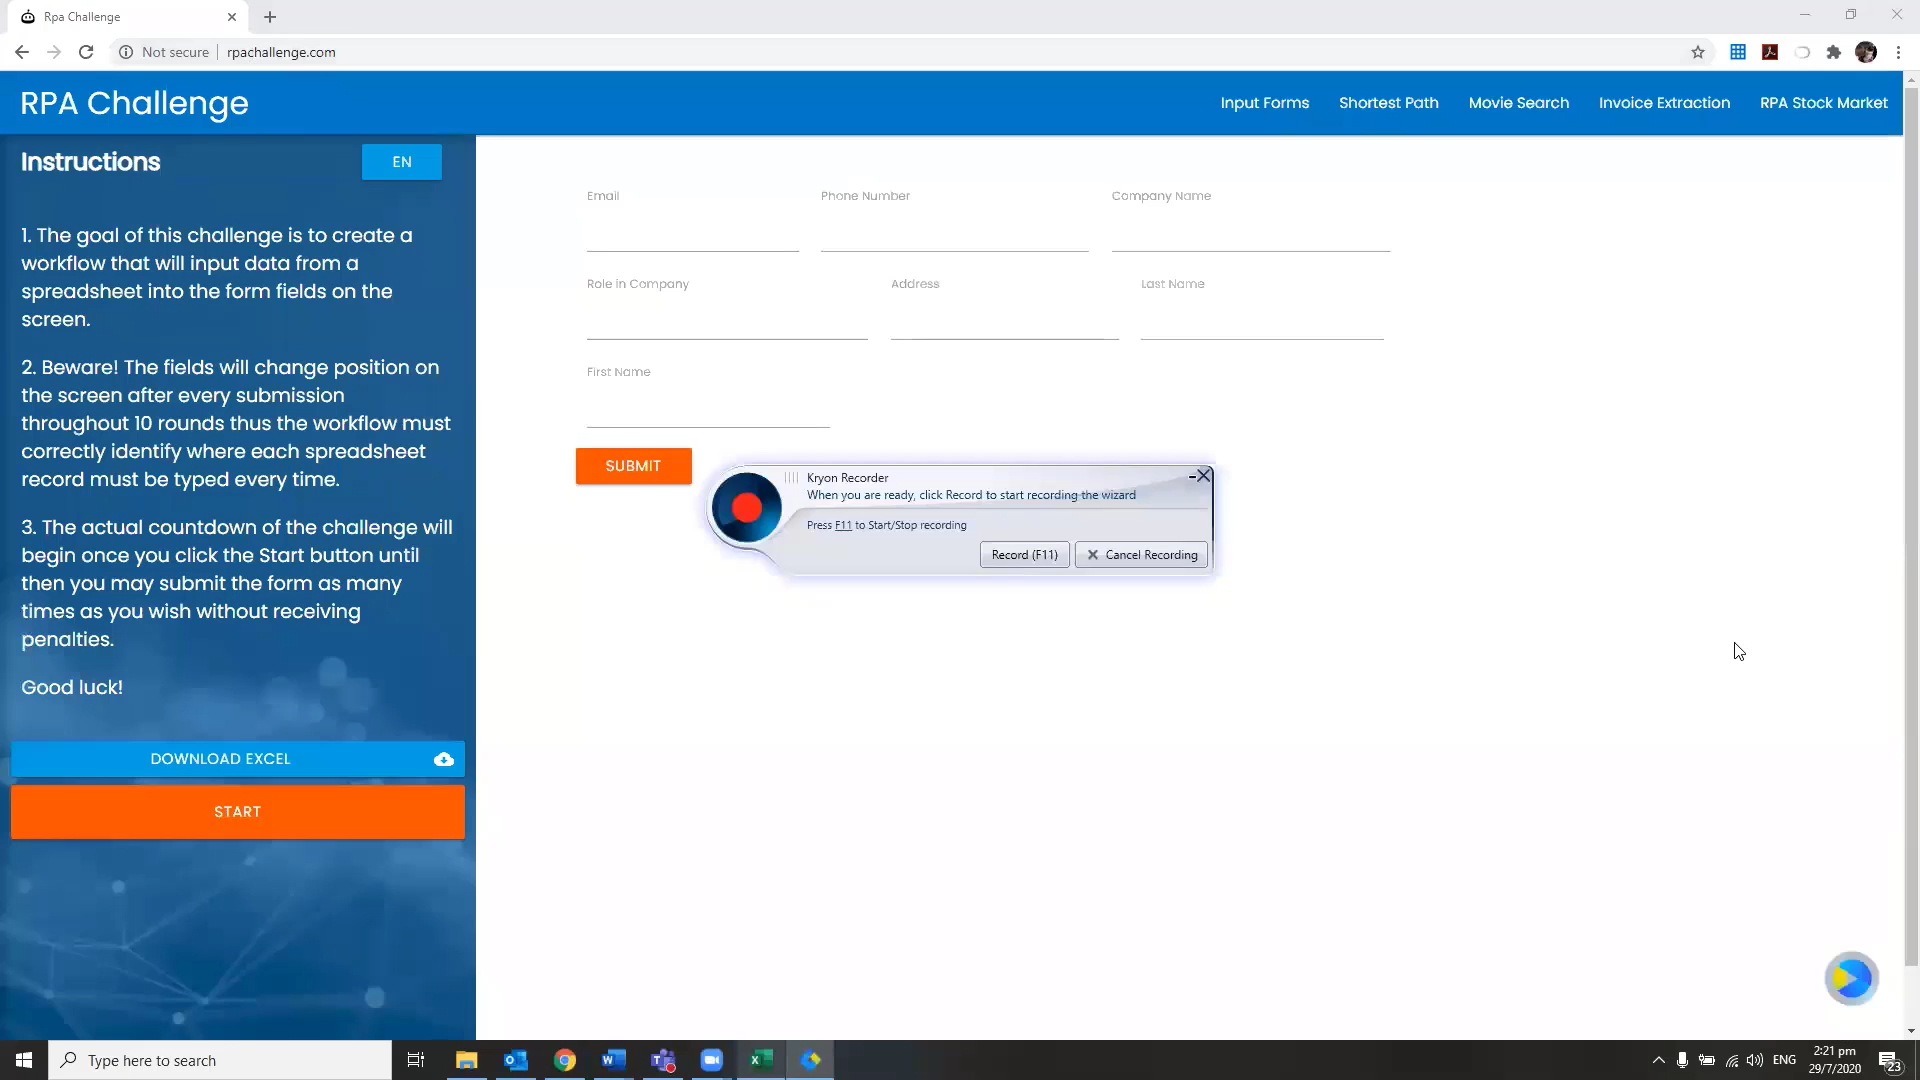 Rpa Challenge
Not secure
rpachallenge.com
RPA Challenge
Input Forms
Shortest Path
Movie Search
Invoice Extraction
RPA Stock Market
Instructions
EN
1. The goal of this challenge is to create a
workflow that will input data from a
spreadsheet into the form fields on the
screen.
2. Beware! The fields will change position on
the screen after every submission
throughout 10 rounds thus the workflow must
correctly identify where each spreadsheet
record must be typed every time.
3. The actual countdown of the challenge will
begin once you click the Start button until
then you may submit the form as many
times as you wish without receiving
penalties.
Good luck!
DOWNLOAD EXCEL
START
Email
Phone Number
Company Name
Role in Company
Address
Last Name
First Name
SUBMIT
Kryon Recorder
When you are ready, click Record to start recording the wizard
Press F11 to Start/Stop recording
Record (F11)
Cancel Recording
Type here to search
ENG
2:21 pm
29/7/2020
23